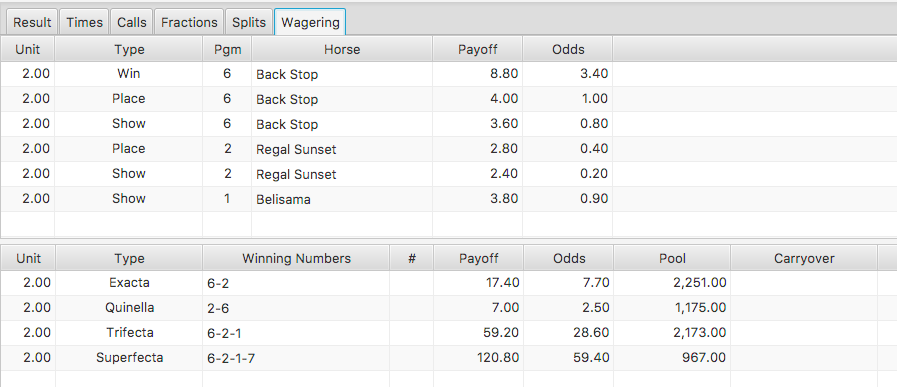 Result Times Calls Fractions Splits Wagering
Unit Type Pgm Horse Payoff Odds
2.00 Win 6 Back Stop 8.80 3.40
2.00 Place 6 Back Stop 4.00 1.00
2.00 Show 6 Back Stop 3.60 0.80
2.00 Place 2 Regal Sunset 2.80 0.40
2.00 Show 2 Regal Sunset 2.40 0.20
2.00 Show 1 Belisama 3.80 0.90
Unit Type Winning Numbers # Payoff Odds Pool Carryover
2.00 Exacta 6-2 17.40 7.70 2,251.00
2.00 Quinella 2-6 7.00 2.50 1,175.00
2.00 Trifecta 6-2-1 59.20 28.60 2,173.00
2.00 Superfecta 6-2-1-7 120.80 59.40 967.00